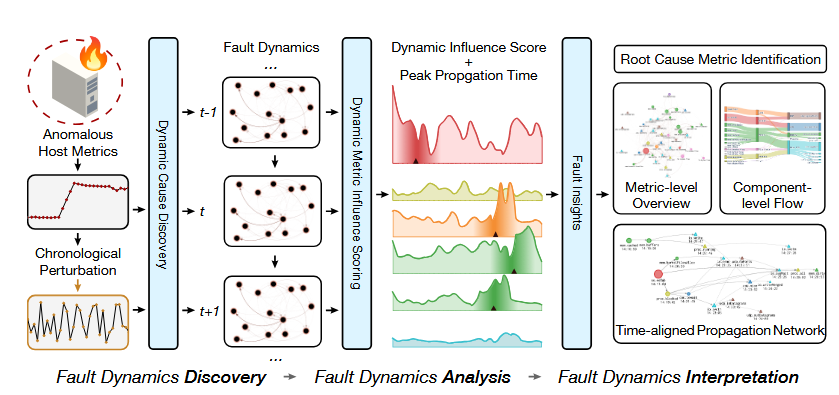 Anomalous
Host Metrics
Chronological
Perturbation
Dynamic Cause Discovery
Fault Dynamics
...
t-1
t
t+1
...
Dynamic Metric Influence Scoring
Dynamic Influence Score
+
Peak Propgation Time
Fault Insights
Root Cause Metric Identification
Metric-level
Overview
Component-
level Flow
Time-aligned Propagation Network
Fault Dynamics Discovery
Fault Dynamics Analysis
Fault Dynamics Interpretation